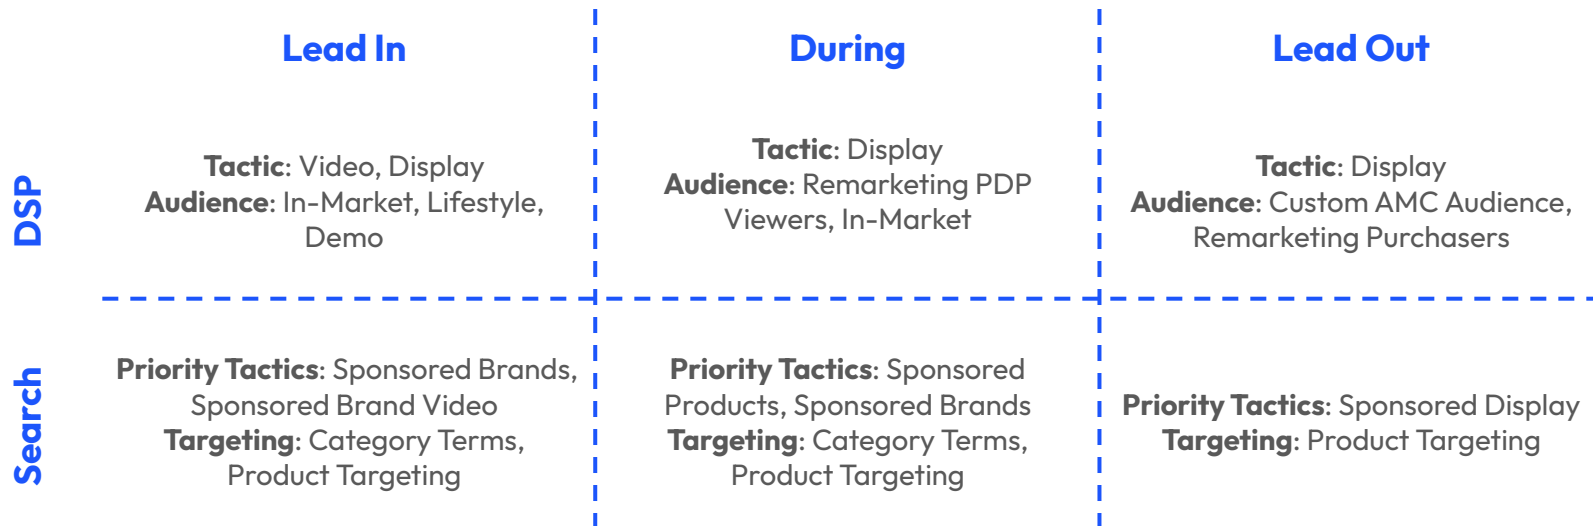 Lead In
During
Lead Out
DSP
Tactic: Video, Display
Audience: In-Market, Lifestyle,
Demo
Tactic: Display
Audience: Remarketing PDP
Viewers, In-Market
Tactic: Display
Audience: Custom AMC Audience,
Remarketing Purchasers
Search
Priority Tactics: Sponsored Brands,
Sponsored Brand Video
Targeting: Category Terms,
Product Targeting
Priority Tactics: Sponsored
Products, Sponsored Brands
Targeting: Category Terms,
Product Targeting
Priority Tactics: Sponsored Display
Targeting: Product Targeting